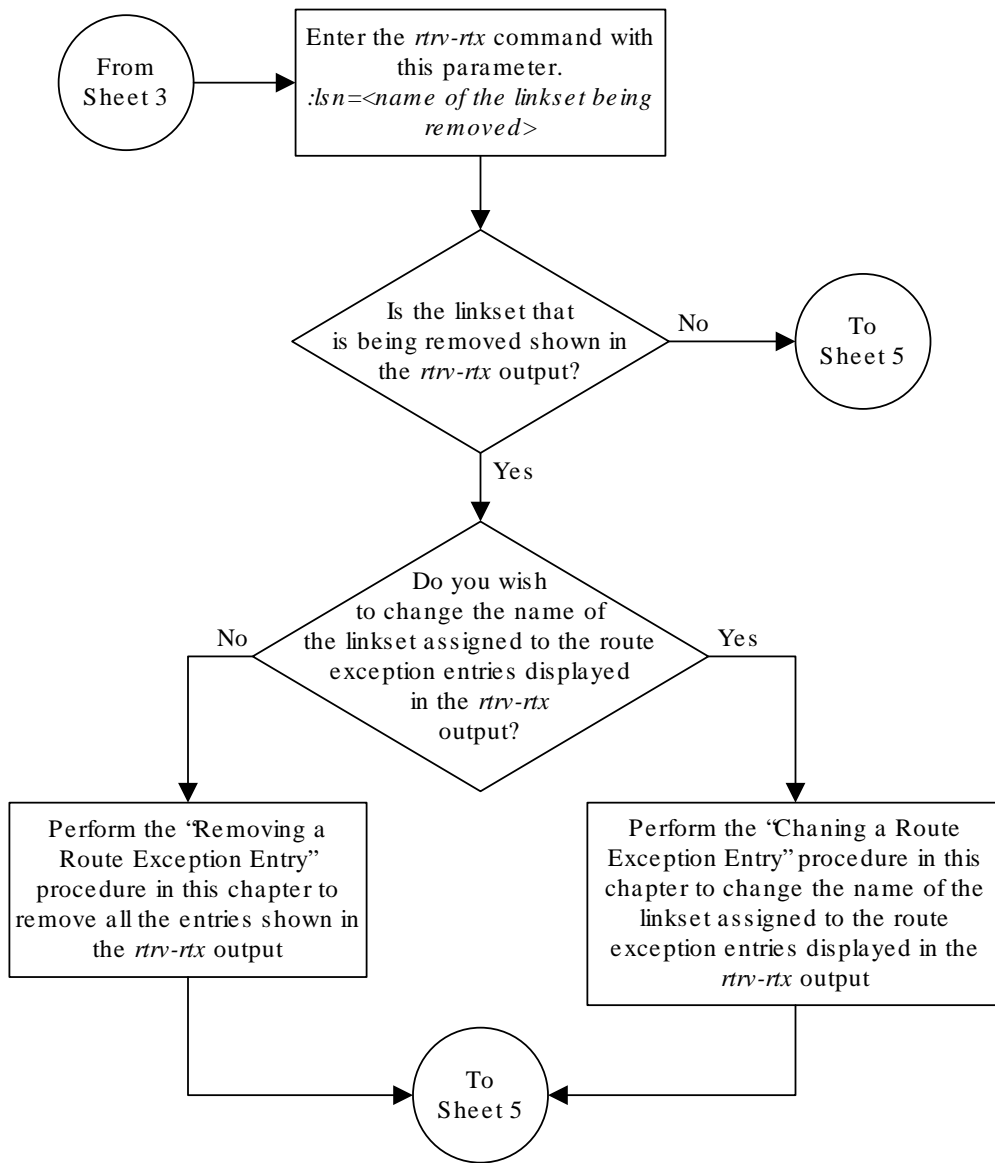 From
Sheet 3
Enter the rtrv-rtx command with
this parameter.
:lsn=<name of the linkset being
removed>
Is the linkset that
is being removed shown in
the rtrv-rtx output?
No
To
Sheet 5
Yes
Do you wish
to change the name of
the linkset assigned to the route
exception entries displayed
in the rtrv-rtx
output?
No
Yes
Perform the “Removing a
Route Exception Entry”
procedure in this chapter to
remove all the entries shown in
the rtrv-rtx output
Perform the “Chaning a Route
Exception Entry” procedure in this
chapter to change the name of the
linkset assigned to the route
exception entries displayed in the
rtrv-rtx output
To
Sheet 5